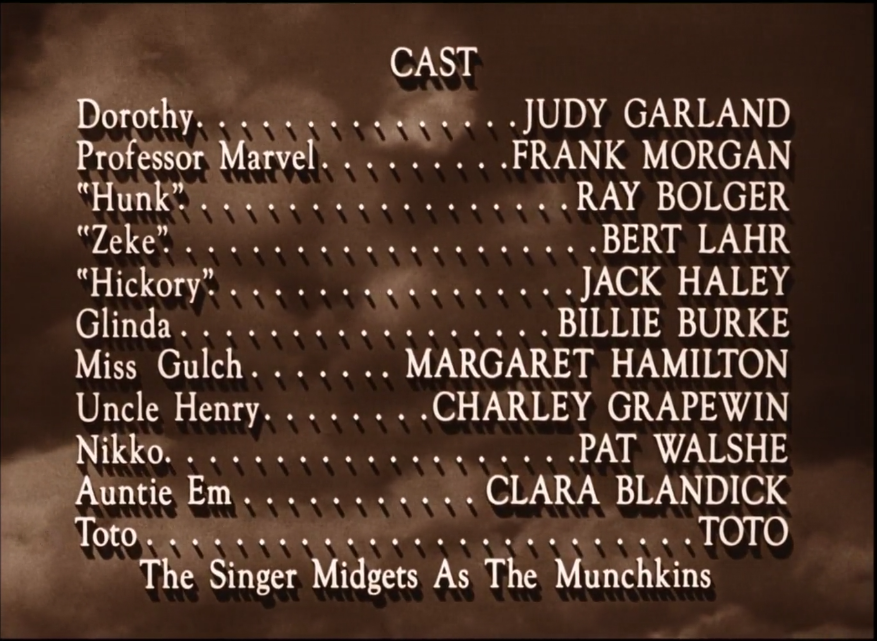 CAST
Dorothy. . . . . . . . . . . . . . . .JUDY GARLAND
Professor Marvel. . . . . . . . .FRANK MORGAN
"Hunk". . . . . . . . . . . . . . . . . . .RAY BOLGER
"Zeke". . . . . . . . . . . . . . . . . . . . .BERT LAHR
"Hickory". . . . . . . . . . . . . . . . . .JACK HALEY
Glinda . . . . . . . . . . . . . . . . . .BILLIE BURKE
Miss Gulch. . . . . . . MARGARET HAMILTON
Uncle Henry. . . . . . . .CHARLEY GRAPEWIN
Nikko. . . . . . . . . . . . . . . . . . . .PAT WALSHE
Auntie Em . . . . . . . . . . . CLARA BLANDICK
Toto . . . . . . . . . . . . . . . . . . . . . . . . . .TOTO
The Singer Midgets As The Munchkins